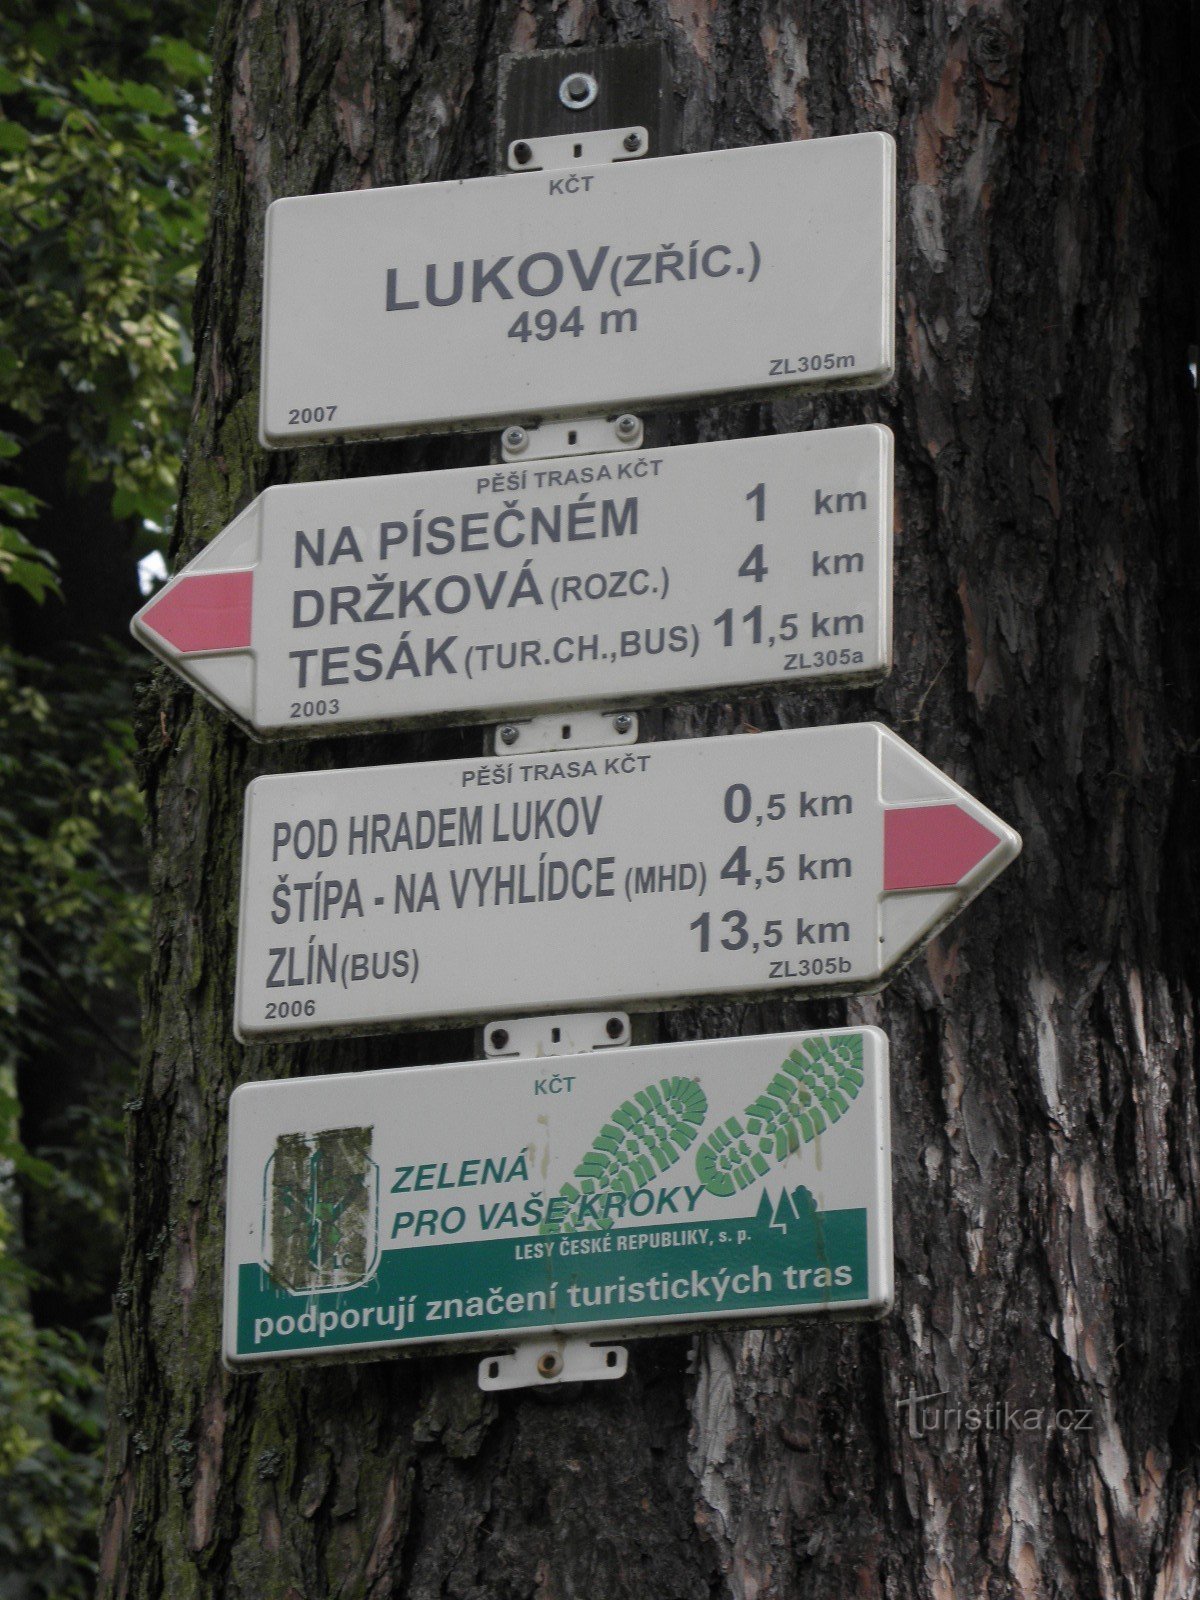 KČT
LUKOV (ZŘÍC.)
494 m
2007 ZL305m
PĚŠÍ TRASA KČT
NA PÍSEČNÉM 1 km
DRŽKOVÁ (ROZC.) 4 km
TESÁK (TUR.CH.,BUS) 11,5 km
2003 ZL305a
PĚŠÍ TRASA KČT
POD HRADEM LUKOV 0,5 km
ŠTÍPA - NA VYHLÍDCE (MHD) 4,5 km
ZLÍN (BUS) 13,5 km
2006 ZL305b
KČT
ZELENÁ
PRO VAŠE KROKY
LČ
LESY ČESKÉ REPUBLIKY, s. p.
podporují značení turistických tras
Turistika.cz